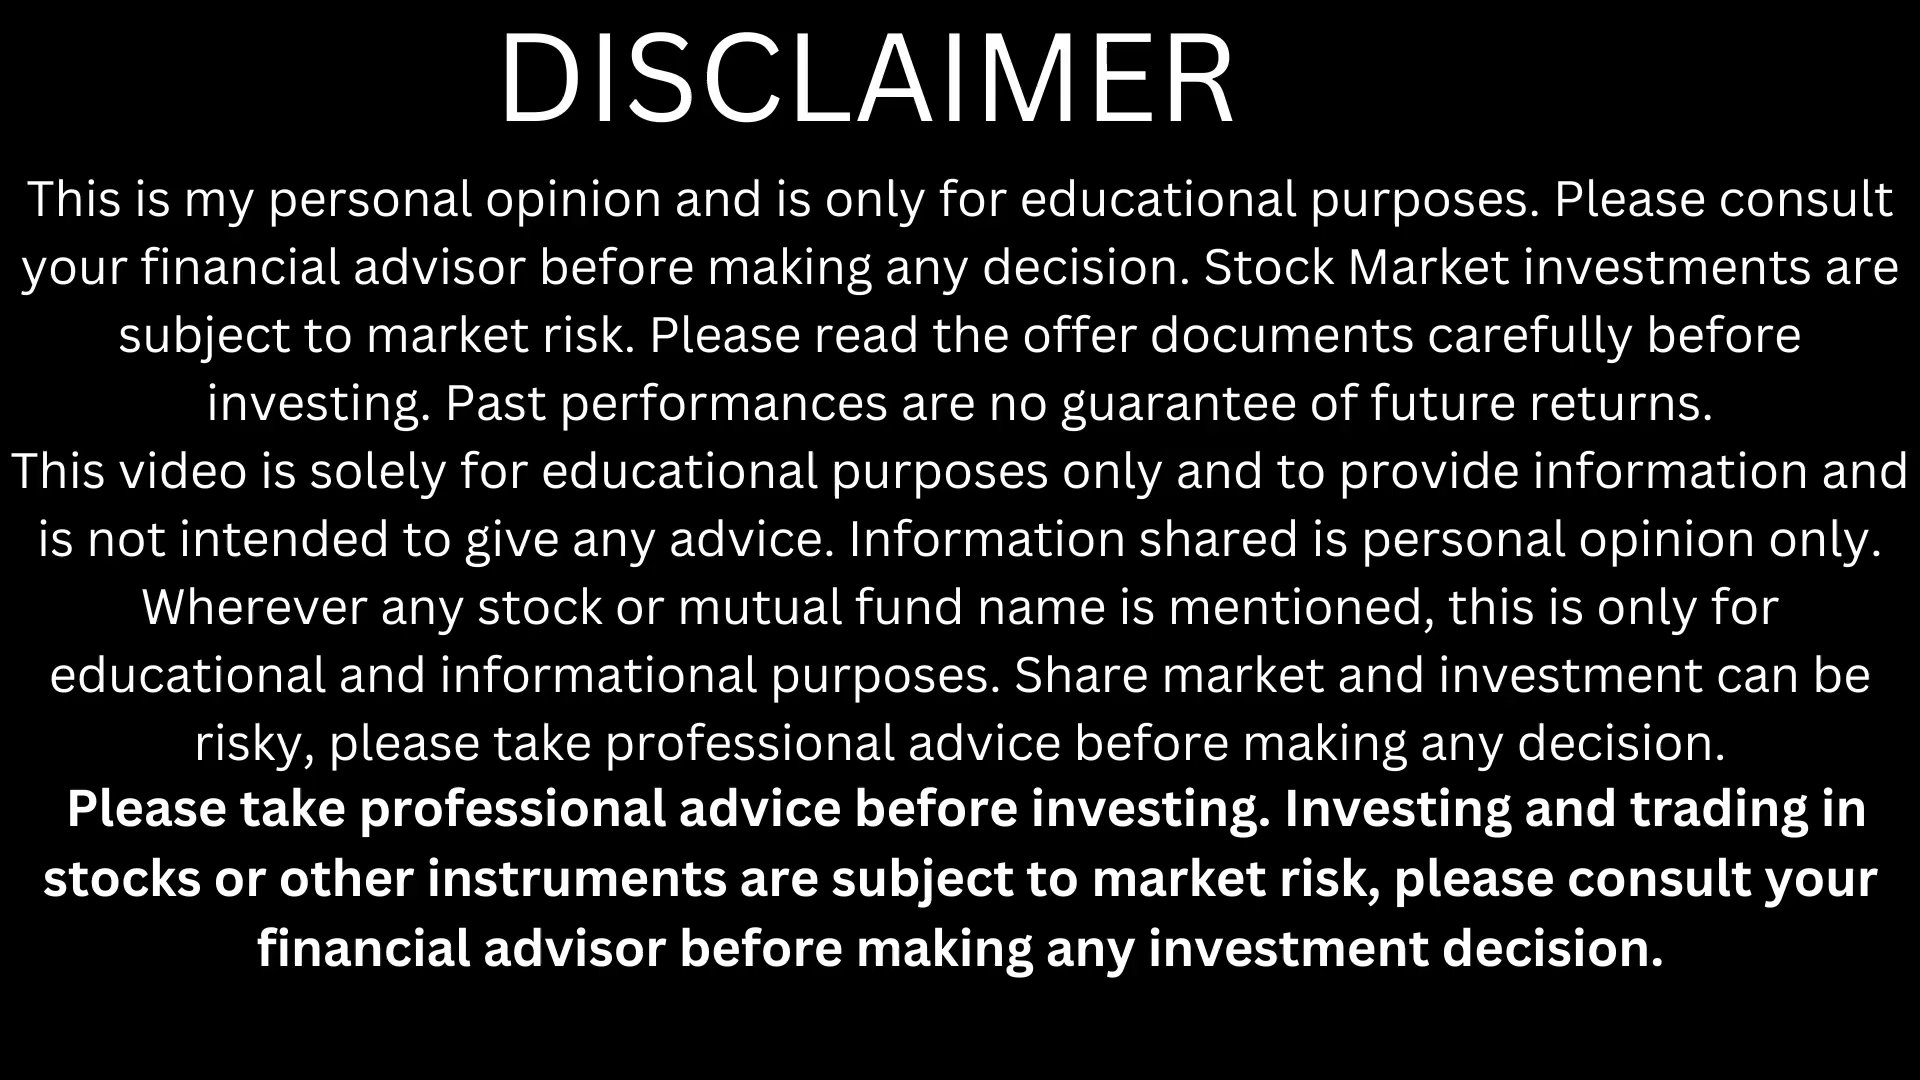 DISCLAIMER
This is my personal opinion and is only for educational purposes. Please consult
your financial advisor before making any decision. Stock Market investments are
subject to market risk. Please read the offer documents carefully before
investing. Past performances are no guarantee of future returns.
This video is solely for educational purposes only and to provide information and
is not intended to give any advice. Information shared is personal opinion only.
Wherever any stock or mutual fund name is mentioned, this is only for
educational and informational purposes. Share market and investment can be
risky, please take professional advice before making any decision.
Please take professional advice before investing. Investing and trading in
stocks or other instruments are subject to market risk, please consult your
financial advisor before making any investment decision.